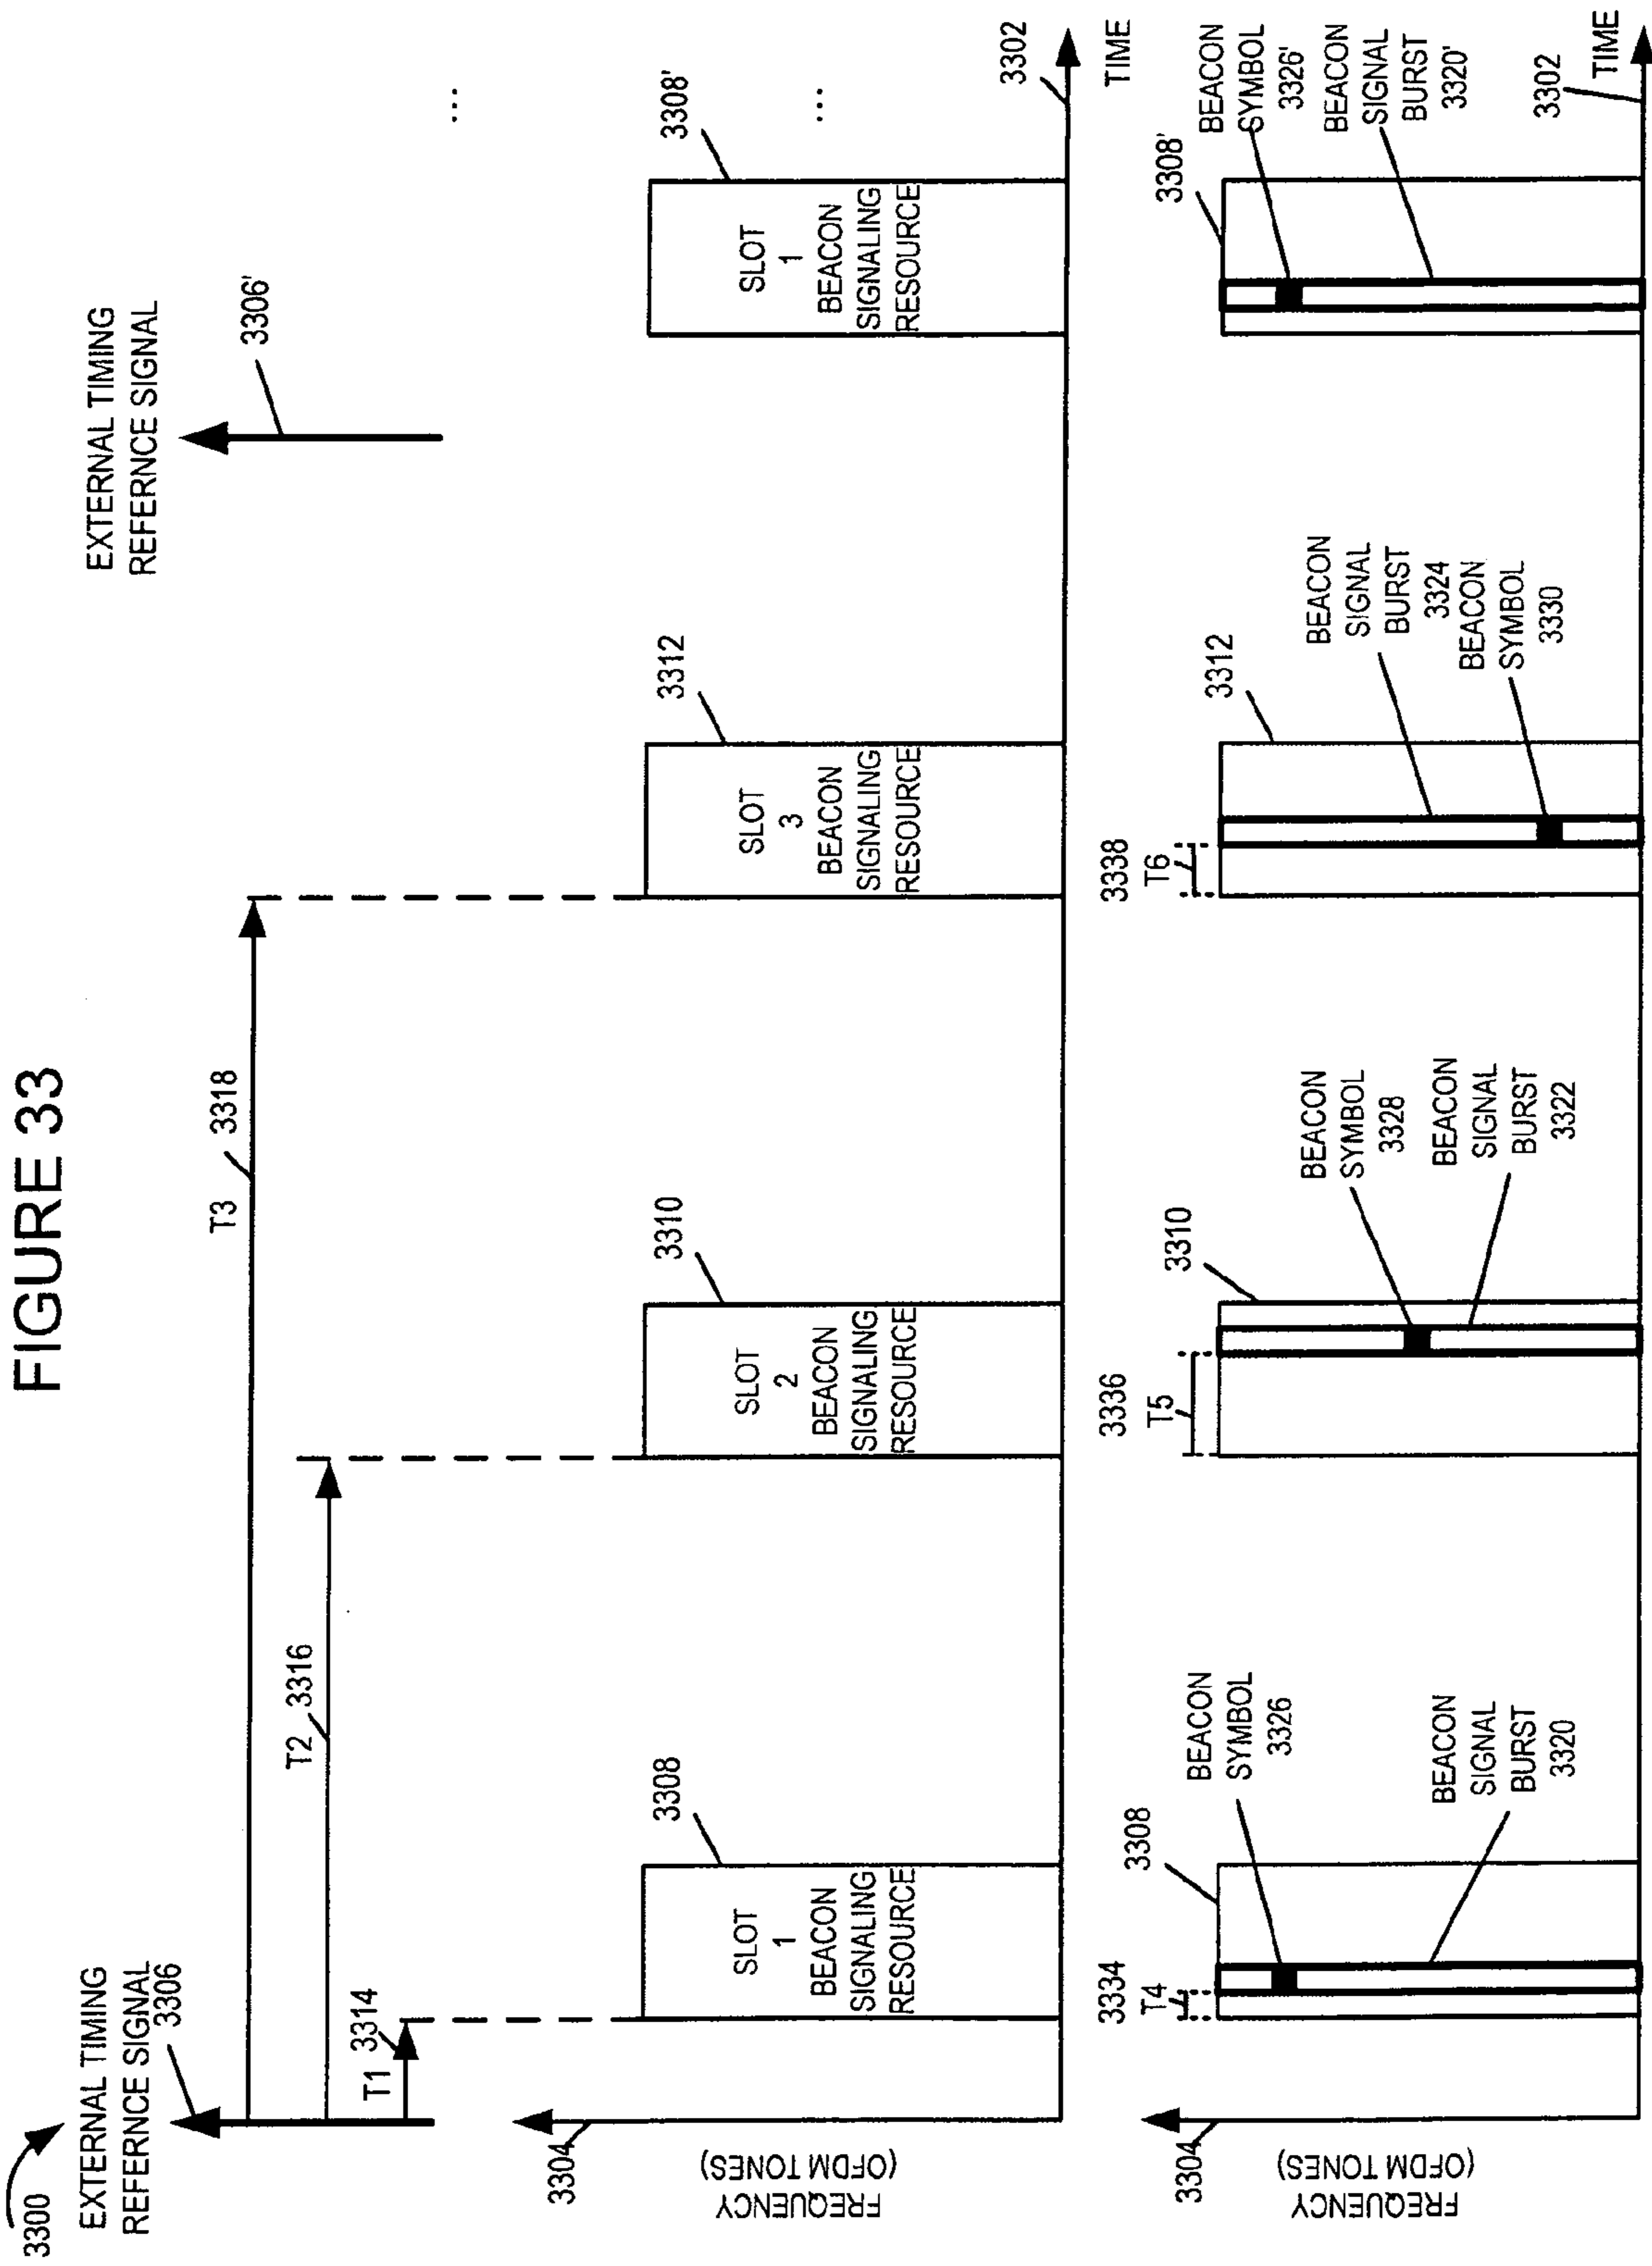 FIGURE 33
3300
EXTERNAL TIMING
REFERNCE SIGNAL
3306
EXTERNAL TIMING
REFERNCE SIGNAL
3306'
T3 3318
T2 3316
T1 3314
3304
FREQUENCY
(OFDM TONES)
3308
SLOT
1
BEACON
SIGNALING
RESOURCE
3310
SLOT
2
BEACON
SIGNALING
RESOURCE
3312
SLOT
3
BEACON
SIGNALING
RESOURCE
3308'
SLOT
1
BEACON
SIGNALING
RESOURCE
...
...
3302
TIME
3304
FREQUENCY
(OFDM TONES)
3334
T4
3308
BEACON
SYMBOL
3326
BEACON
SIGNAL
BURST
3320
3336
T5
3310
BEACON
SYMBOL
3328
BEACON
SIGNAL
BURST
3322
3338
T6
3312
BEACON
SIGNAL
BURST
3324
BEACON
SYMBOL
3330
3308'
BEACON
SYMBOL
3326'
BEACON
SIGNAL
BURST
3320'
3302
TIME